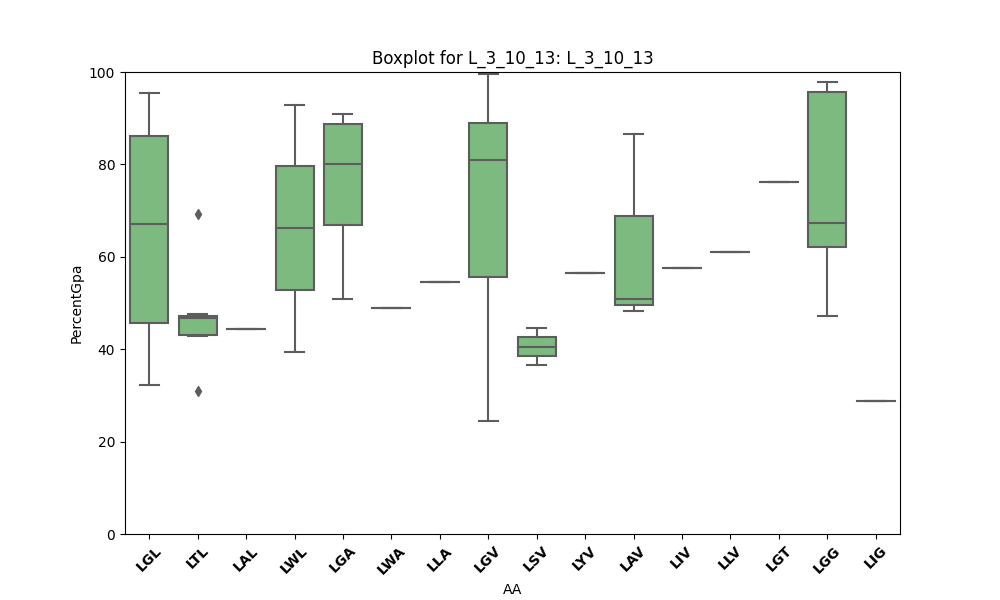 Boxplot for L_3_10_13: L_3_10_13
PercentGpa
100
80
60
40
20
0
LGL LTL LAL LWL LGA LWA LLA LGV LSV LYV LAV LIV LLV LGT LGG LIG
AA